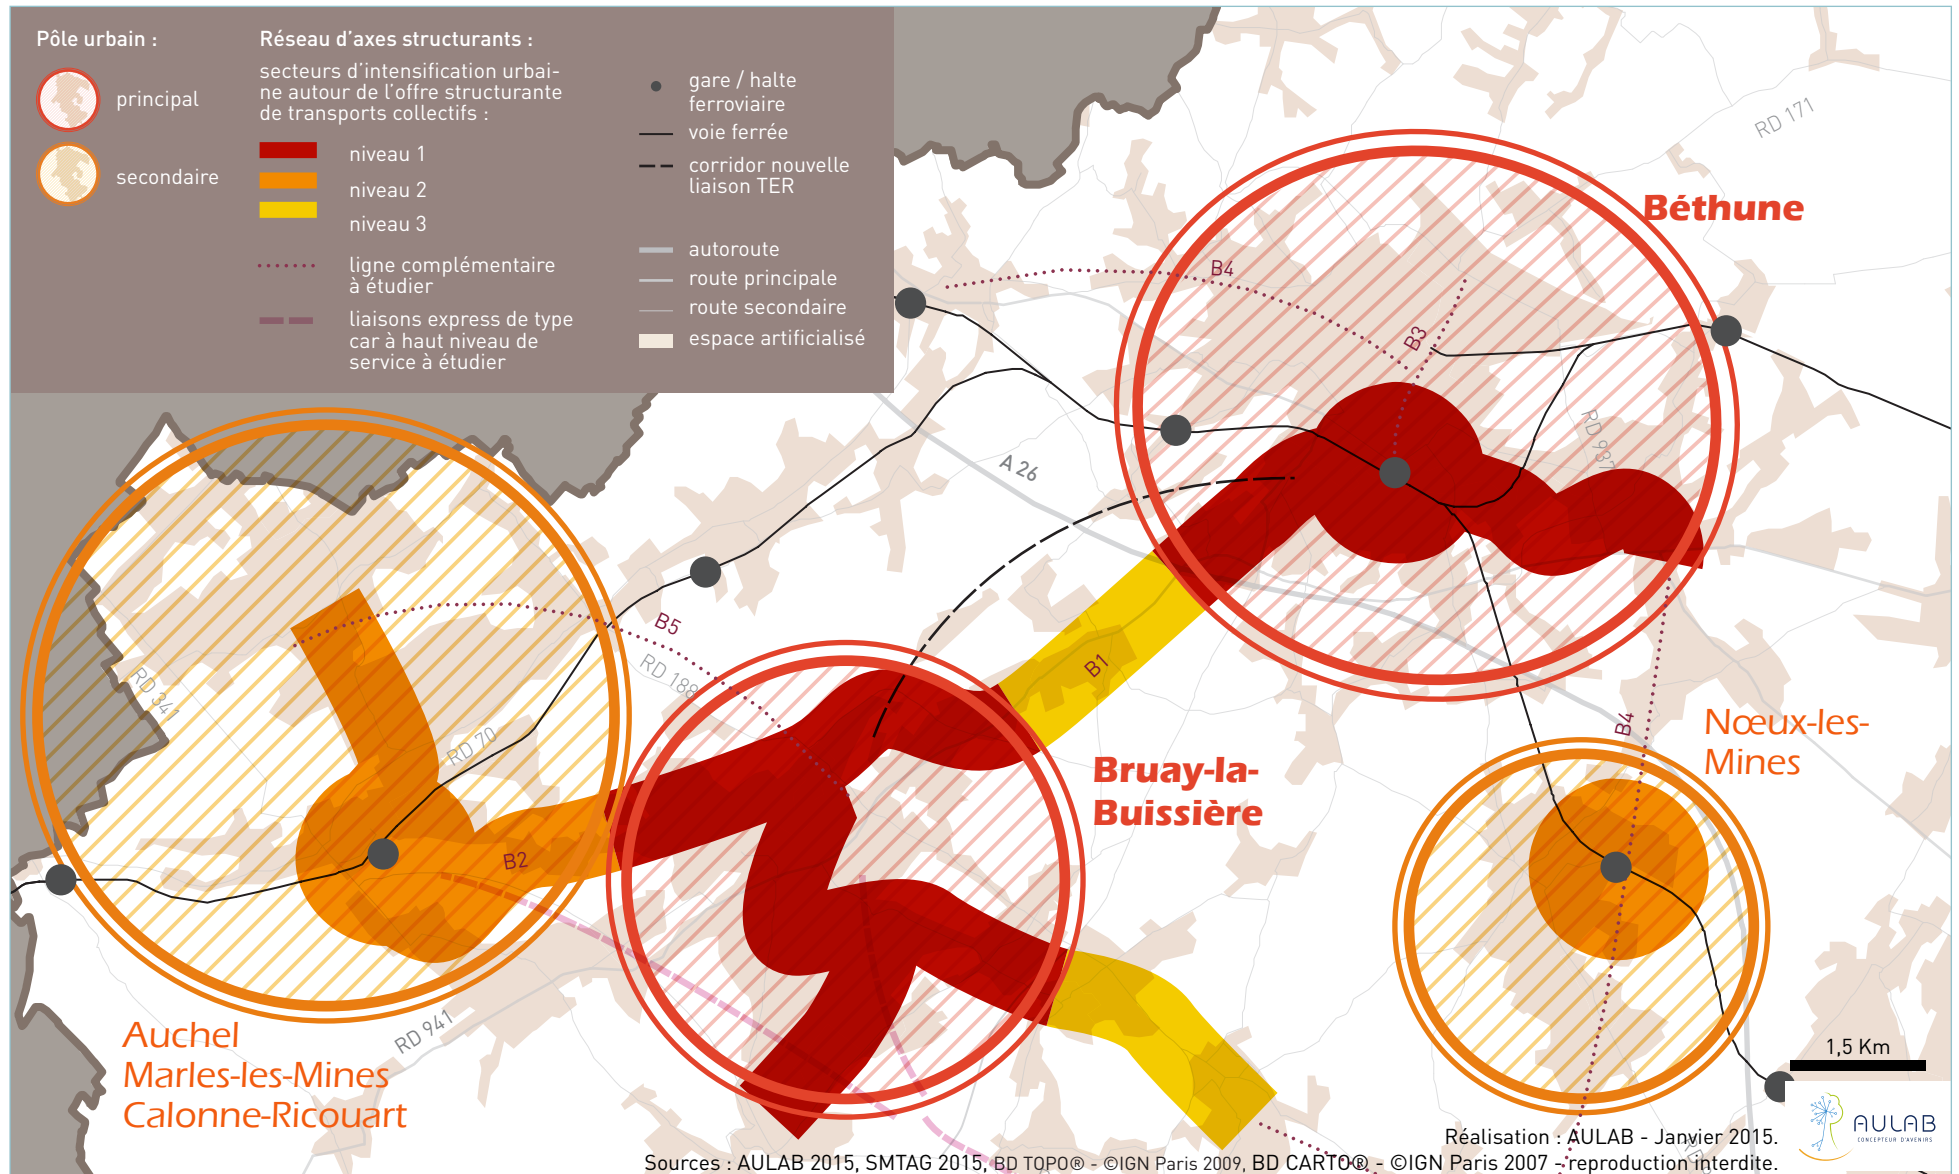 Pôle urbain :
principal
secondaire
Réseau d'axes structurants :
secteurs d'intensification urbai-
ne autour de l'offre structurante
de transports collectifs :
niveau 1
niveau 2
niveau 3
ligne complémentaire
à étudier
liaisons express de type
car à haut niveau de
service à étudier
gare / halte
ferroviaire
voie ferrée
corridor nouvelle
liaison TER
autoroute
route principale
route secondaire
espace artificialisé
RD 171
Béthune
B4
B3
RD 937
A 26
B5
RD 188
B1
RD 341
RD 70
B4
Nœux-les-
Mines
Bruay-la-
Buissière
B2
Auchel
Marles-les-Mines
Calonne-Ricouart
RD 941
1,5 Km
AULAB
CONCEPTEUR D'AVENIRS
Réalisation : AULAB - Janvier 2015.
Sources : AULAB 2015, SMTAG 2015, BD TOPO® - ©IGN Paris 2009, BD CARTO® - ©IGN Paris 2007 - reproduction interdite.